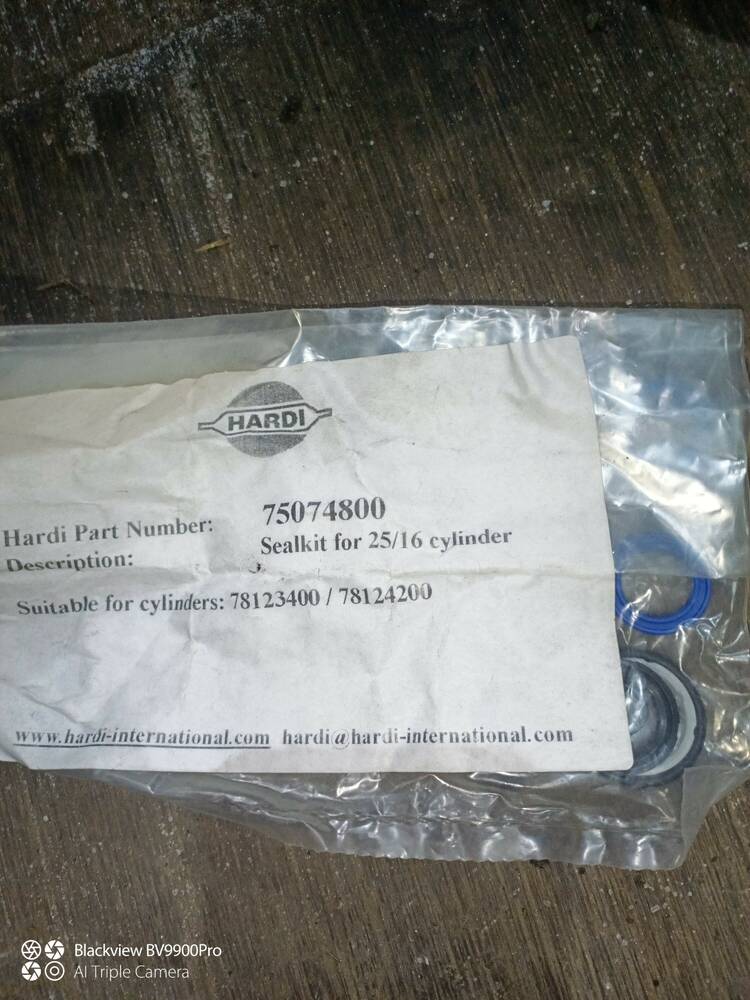 HARDI
Hardi Part Number: 75074800
Description: Sealkit for 25/16 cylinder
Suitable for cylinders: 78123400 / 78124200
www.hardi-international.com hardi@hardi-international.com
Blackview BV9900Pro
AI Triple Camera